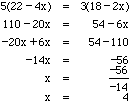 5(22 − 4x) = 3(18 − 2x)
110 − 20x = 54 − 6x
−20x + 6x = 54 − 110
−14x = −56
x = −56/−14
x = 4